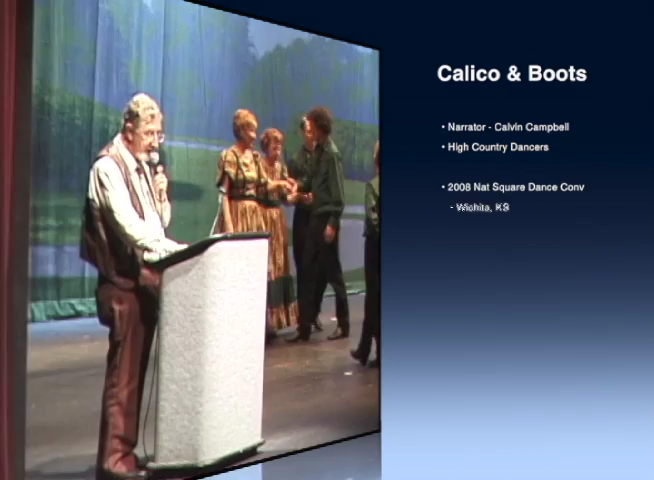 Calico & Boots
• Narrator - Calvin Campbell
• High Country Dancers
• 2008 Nat Square Dance Conv
- Wichita, KS